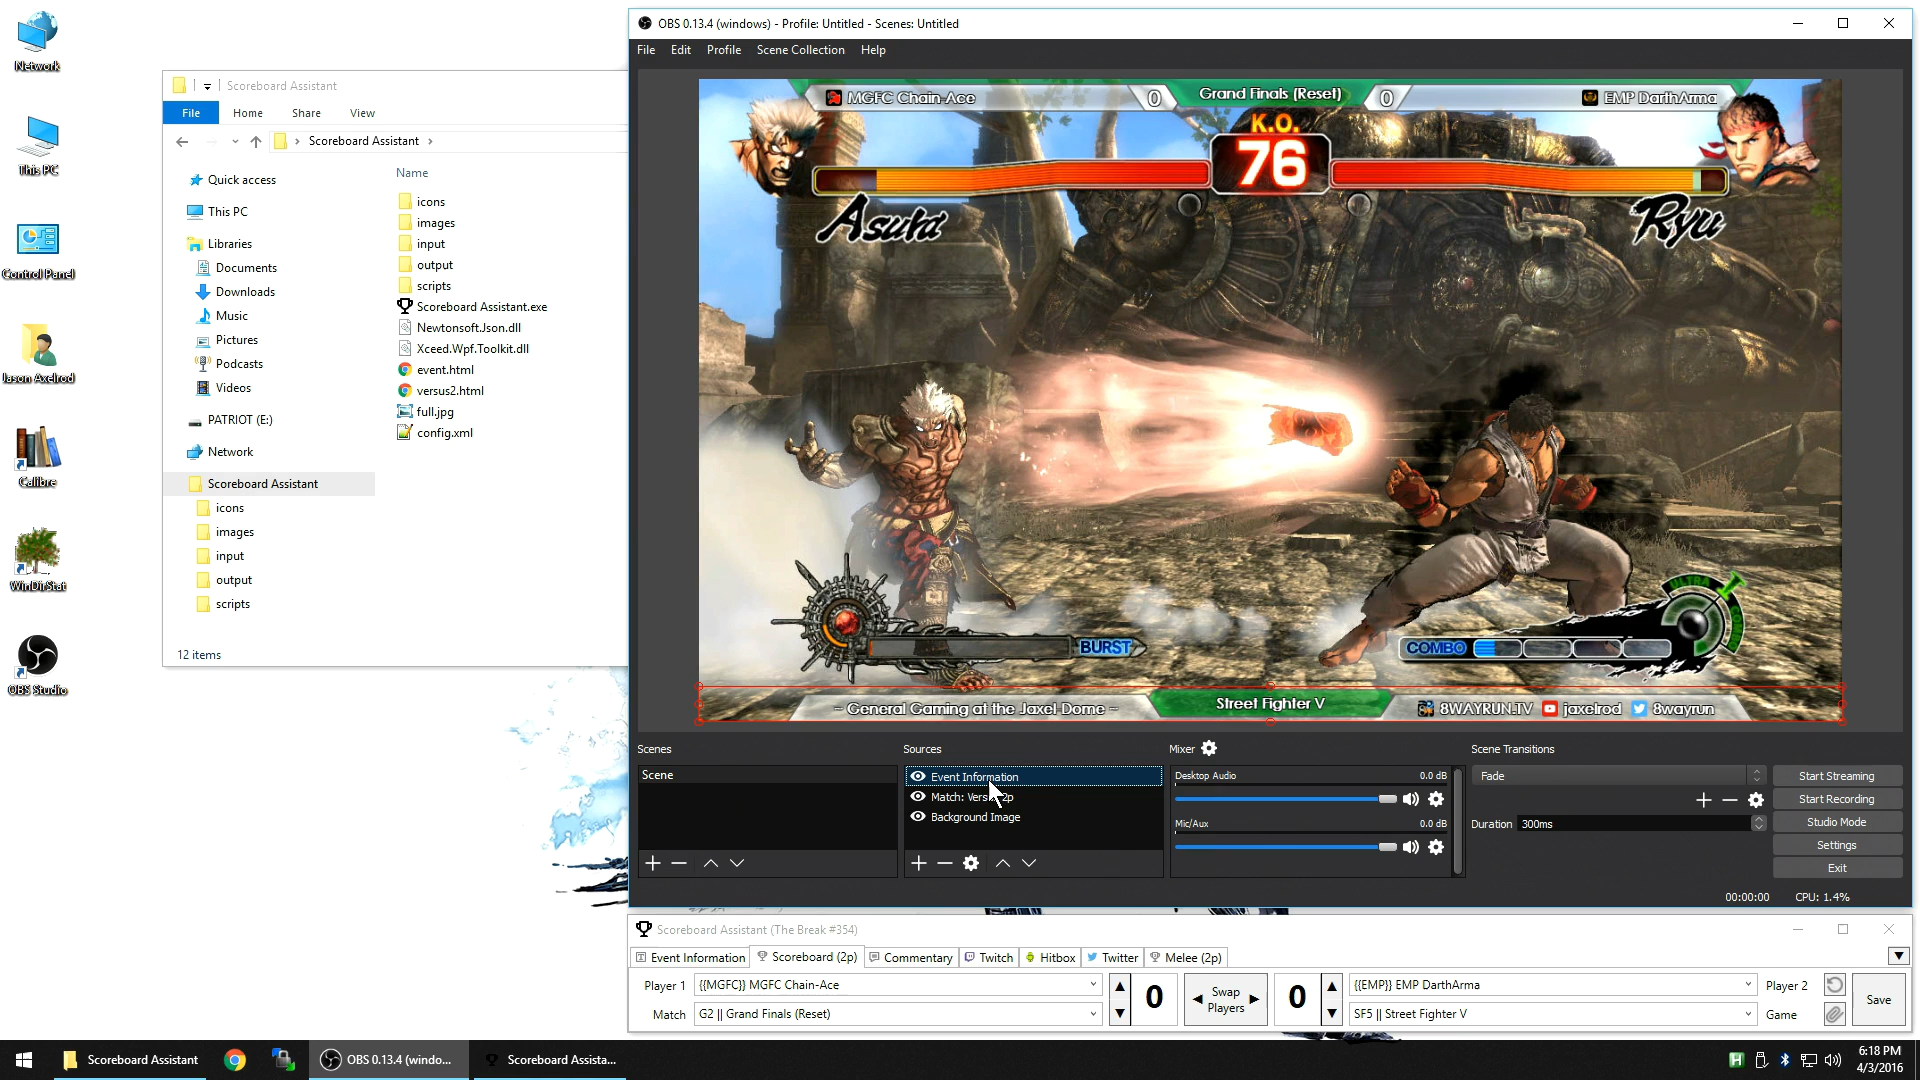 Network
This PC
Control Panel
Jason Axelrod
Calibre
WinDirStat
OBS Studio
Scoreboard Assistant
File
Home
Share
View
Scoreboard Assistant
Name
Quick access
This PC
Libraries
Documents
Downloads
Music
Pictures
Podcasts
Videos
PATRIOT (E:)
Network
Scoreboard Assistant
icons
images
input
output
scripts
icons
images
input
output
scripts
Scoreboard Assistant.exe
Newtonsoft.Json.dll
Xceed.Wpf.Toolkit.dll
event.html
versus2.html
full.jpg
config.xml
12 items
OBS 0.13.4 (windows) - Profile: Untitled - Scenes: Untitled
File Edit Profile Scene Collection Help
MGFC Chain-Ace 0 Grand Finals (Reset) 0 EMP DarthArma
K.O.
76
Asura
Ryu
BURST
COMBO
ULTRA COMBO
~ General Gaming at the Jaxel Dome ~ Street Fighter V 8WAYRUN.TV jaxelrod 8wayrun
Scenes
Scene
Sources
Event Information
Match: Vers 2p
Background Image
Mixer
Desktop Audio 0.0 dB
Mic/Aux 0.0 dB
Scene Transitions
Fade
Duration 300ms
Start Streaming
Start Recording
Studio Mode
Settings
Exit
00:00:00 CPU: 1.4%
Scoreboard Assistant (The Break #354)
Event Information Scoreboard (2p) Commentary Twitch Hitbox Twitter Melee (2p)
Player 1 {{MGFC}} MGFC Chain-Ace 0 Swap Players 0 {{EMP}} EMP DarthArma Player 2
Match G2 || Grand Finals (Reset) SF5 || Street Fighter V Game
Save
Scoreboard Assistant
OBS 0.13.4 (windo...
Scoreboard Assista...
6:18 PM
4/3/2016